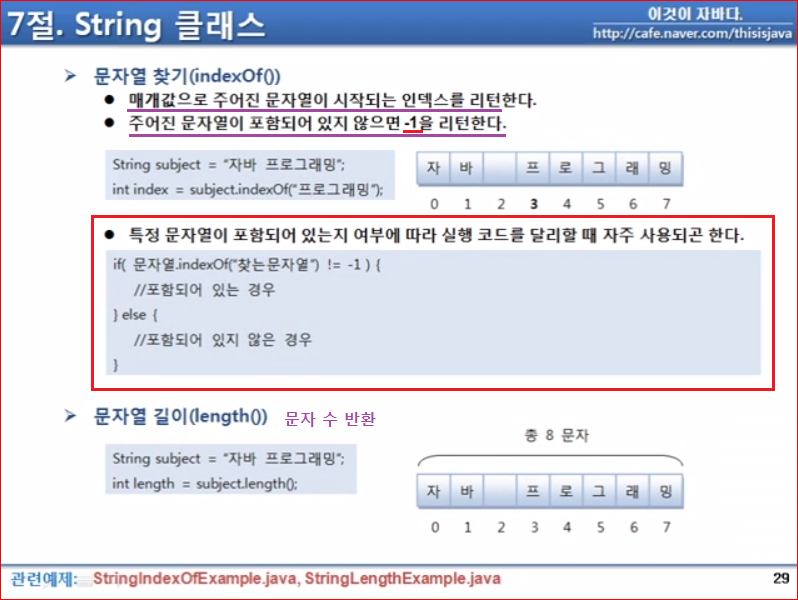 7절. String 클래스
이것이 자바다.
http://cafe.naver.com/thisisjava
➤ 문자열 찾기(indexOf())
● 매개값으로 주어진 문자열이 시작되는 인덱스를 리턴한다.
● 주어진 문자열이 포함되어 있지 않으면 -1을 리턴한다.
String subject = "자바 프로그래밍";
int index = subject.indexOf("프로그래밍");
자 바 프 로 그 래 밍
0 1 2 3 4 5 6 7
● 특정 문자열이 포함되어 있는지 여부에 따라 실행 코드를 달리할 때 자주 사용되곤 한다.
if( 문자열.indexOf("찾는문자열") != -1 ) {
//포함되어 있는 경우
} else {
//포함되어 있지 않은 경우
}
➤ 문자열 길이(length()) 문자 수 반환
String subject = "자바 프로그래밍";
int length = subject.length();
총 8 문자
자 바 프 로 그 래 밍
0 1 2 3 4 5 6 7
관련예제: StringIndexOfExample.java, StringLengthExample.java
29